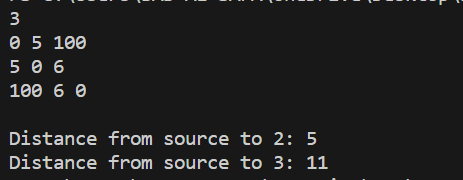 3
0 5 100
5 0 6
100 6 0
Distance from source to 2: 5
Distance from source to 3: 11